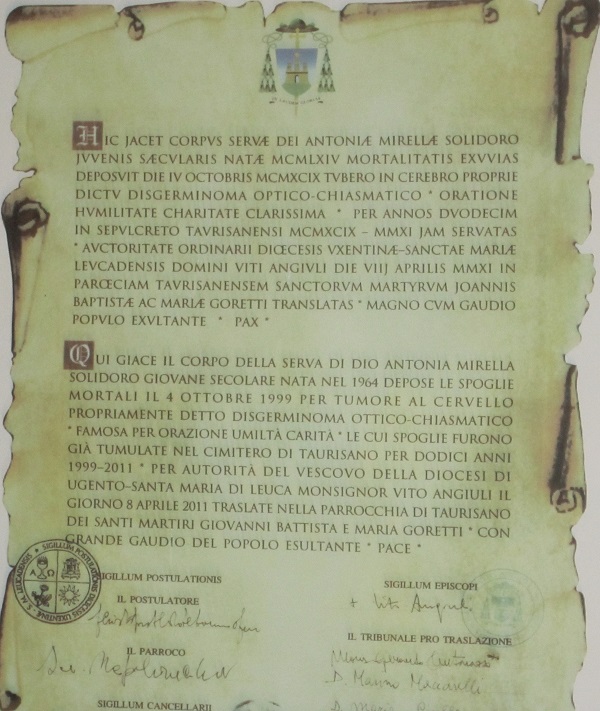 HIC JACET CORPVS SERVÆ DEI ANTONIÆ MIRELLÆ SOLIDORO
JVVENIS SÆCVLARIS NATÆ MCMLXIV MORTALITATIS EXVVIAS
DEPOSVIT DIE IV OCTOBRIS MCMXCIX TVBERO IN CEREBRO PROPRIE
DICTV DISGERMINOMA OPTICO-CHIASMATICO * ORATIONE
HVMILITATE CHARITATE CLARISSIMA * PER ANNOS DVODECIM
IN SEPVLCRETO TAVRISANENSI MCMXCIX – MMXI JAM SERVATAS
* AVCTORITATE ORDINARII DIŒCESIS VXENTINÆ–SANCTAE MARIÆ
LEVCADENSIS DOMINI VITI ANGIVLI DIE VIIJ APRILIS MMXI IN
PARŒCIAM TAVRISANENSEM SANCTORVM MARTYRVM JOANNIS
BAPTISTÆ AC MARIÆ GORETTI TRANSLATAS * MAGNO CVM GAUDIO
POPVLO EXVLTANTE * PAX *
QUI GIACE IL CORPO DELLA SERVA DI DIO ANTONIA MIRELLA
SOLIDORO GIOVANE SECOLARE NATA NEL 1964 DEPOSE LE SPOGLIE
MORTALI IL 4 OTTOBRE 1999 PER TUMORE AL CERVELLO
PROPRIAMENTE DETTO DISGERMINOMA OTTICO-CHIASMATICO
* FAMOSA PER ORAZIONE UMILTÀ CARITÀ * LE CUI SPOGLIE FURONO
GIÀ TUMULATE NEL CIMITERO DI TAURISANO PER DODICI ANNI
1999–2011 * PER AUTORITÀ DEL VESCOVO DELLA DIOCESI DI
UGENTO–SANTA MARIA DI LEUCA MONSIGNOR VITO ANGIULI IL
GIORNO 8 APRILE 2011 TRASLATE NELLA PARROCCHIA DI TAURISANO
DEI SANTI MARTIRI GIOVANNI BATTISTA E MARIA GORETTI * CON
GRANDE GAUDIO DEL POPOLO ESULTANTE * PACE *
SIGILLUM POSTULATIONIS
IL POSTULATORE
SIGILLUM EPISCOPI
+ Vito Angiuli
IL PARROCO
IL TRIBUNALE PRO TRASLAZIONE
SIGILLUM CANCELLARII